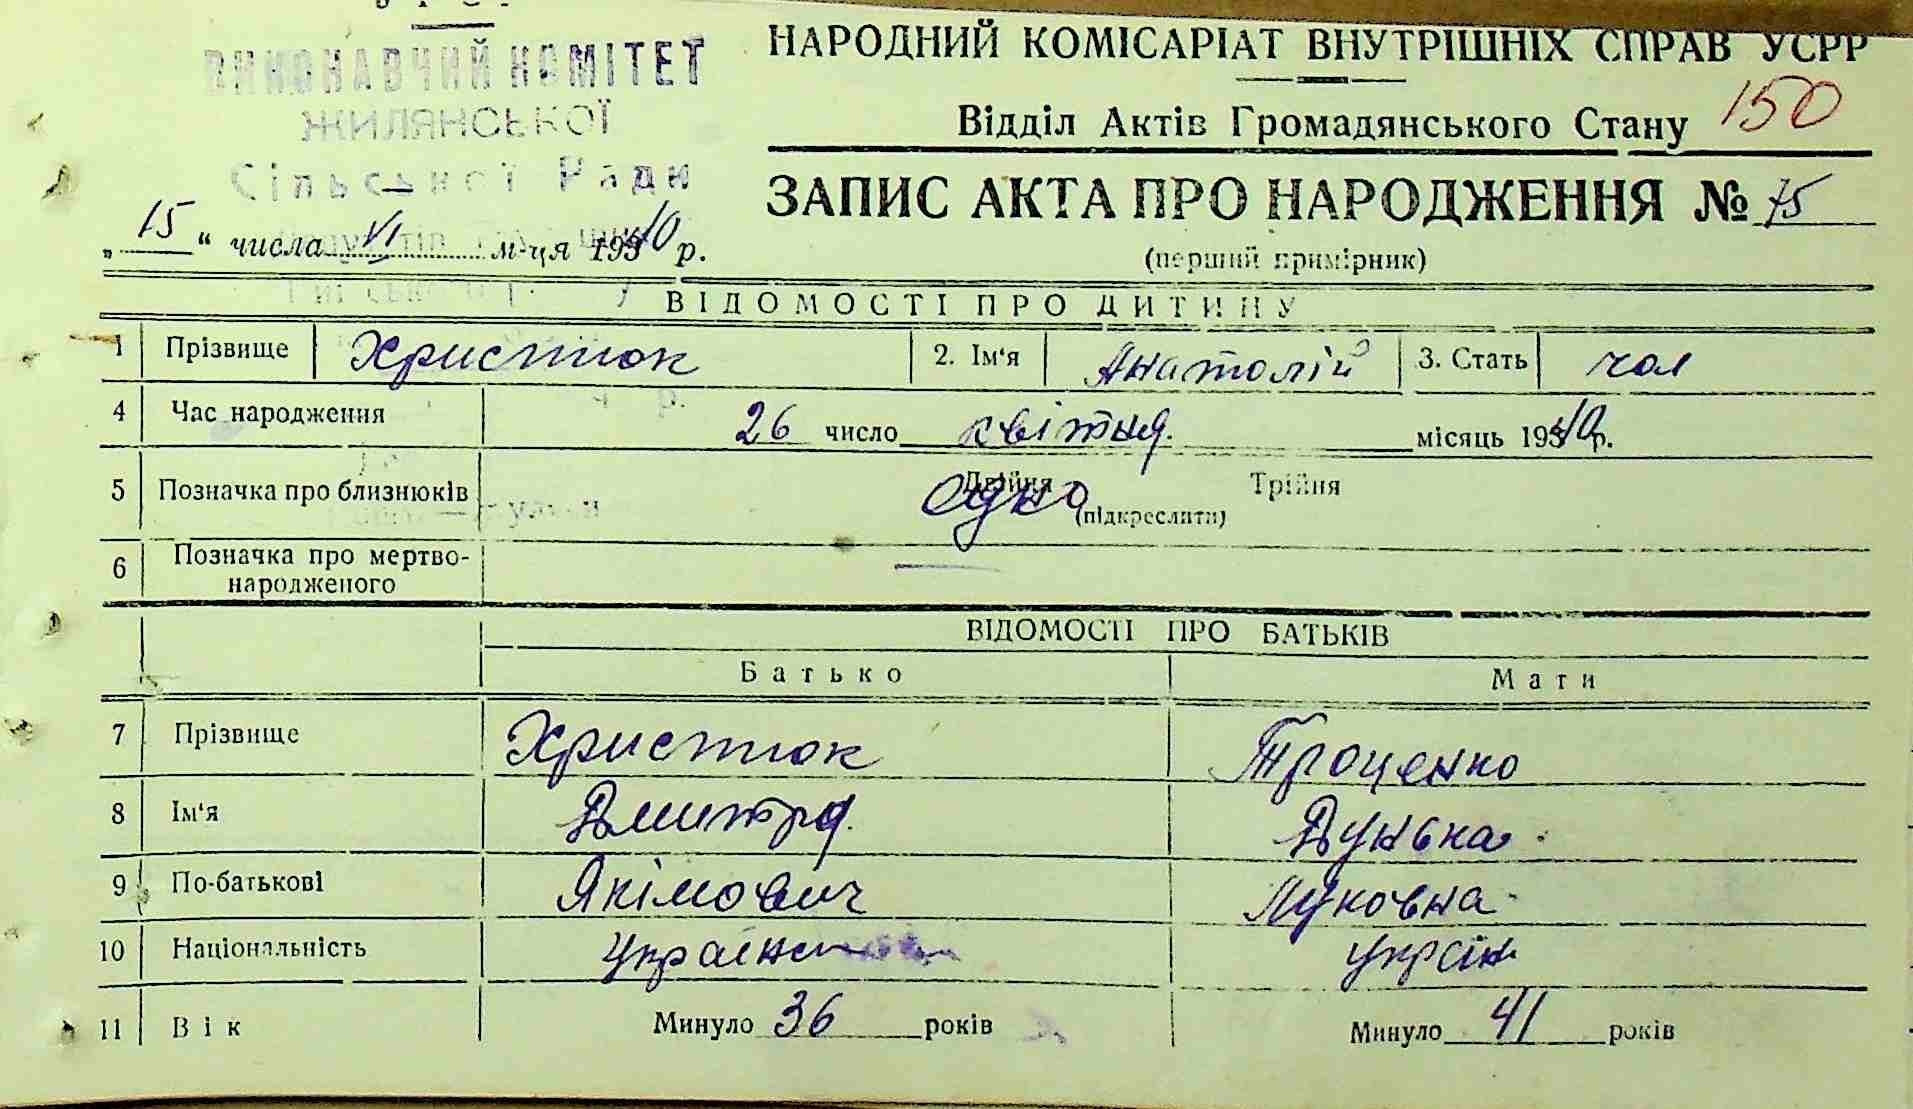 ВИКОНАВЧИЙ КОМІТЕТ
ЖИЛЯНСЬКОЇ
Сільської Ради
„15“ числа VI м-ця 1940 р.
НАРОДНИЙ КОМІСАРІАТ ВНУТРІШНІХ СПРАВ УСРР
Відділ Актів Громадянського Стану 150
ЗАПИС АКТА ПРО НАРОДЖЕННЯ № 75
(перший примірник)
ВІДОМОСТІ ПРО ДИТИНУ
1 Прізвище Христюк 2. Ім‘я Анатолій 3. Стать чол
4 Час народження 26 число квітня. місяць 1940 р.
5 Позначка про близнюків Двійня Одно Трійня
(підкреслити)
6 Позначка про мертво-
народженого
ВІДОМОСТІ ПРО БАТЬКІВ
Батько Мати
7 Прізвище Христюк Троценко
8 Ім‘я Дмитро. Дунька
9 По-батькові Якімович Луковна
10 Національність Украінс Украін
11 Вік Минуло 36 років Минуло 41 років